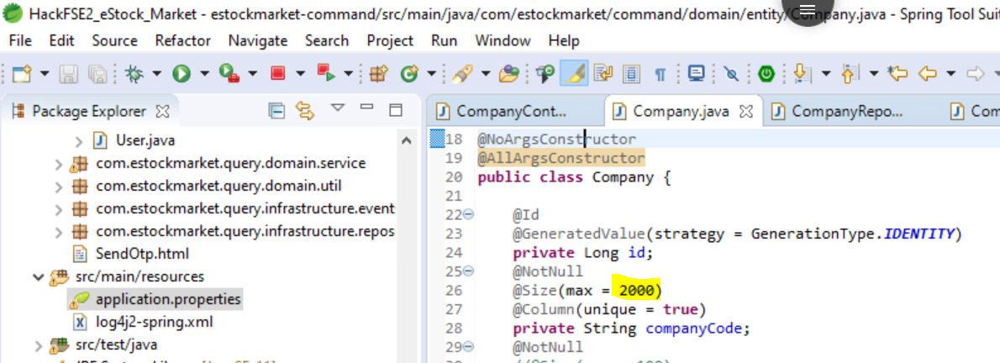 HackFSE2_eStock_Market - estockmarket-command/src/main/java/com/estockmarket/command/domain/entity/Company.java - Spring Tool Suit
File Edit Source Refactor Navigate Search Project Run Window Help
Package Explorer
User.java
com.estockmarket.query.domain.service
com.estockmarket.query.domain.util
com.estockmarket.query.infrastructure.event
com.estockmarket.query.infrastructure.repos
SendOtp.html
src/main/resources
application.properties
log4j2-spring.xml
src/test/java
CompanyCont... Company.java CompanyRepo... Com
18 @NoArgsConstructor
19 @AllArgsConstructor
20 public class Company {
21
22 @Id
23 @GeneratedValue(strategy = GenerationType.IDENTITY)
24 private Long id;
25 @NotNull
26 @Size(max = 2000)
27 @Column(unique = true)
28 private String companyCode;
29 @NotNull